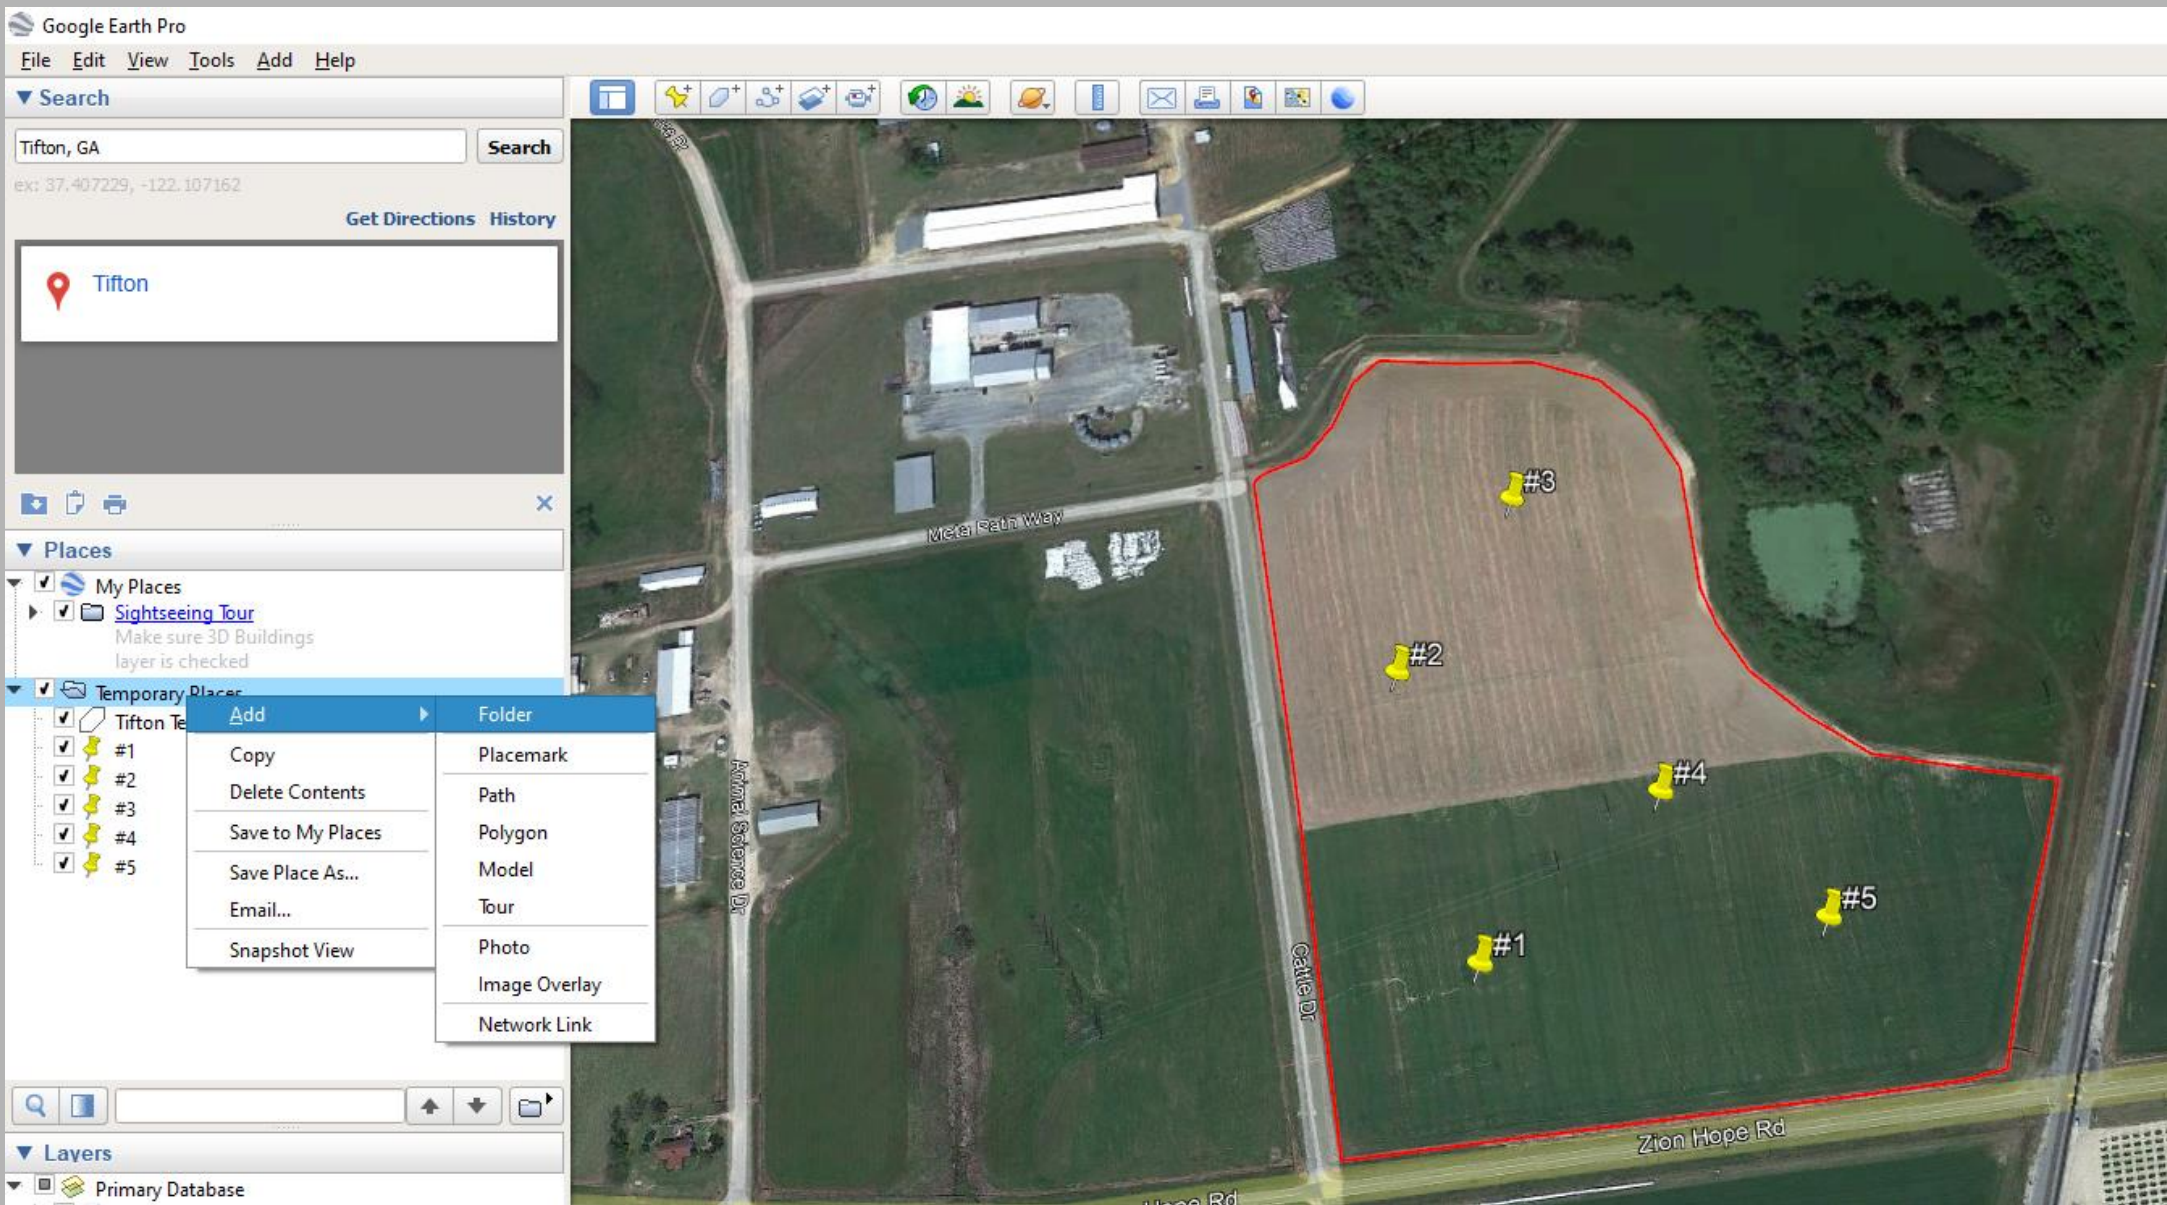 Google Earth Pro
File Edit View Tools Add Help
Search
Tifton, GA
Search
ex: 37.407229, -122.107162
Get Directions History
Tifton
Places
My Places
Sightseeing Tour
Make sure 3D Buildings
layer is checked
Temporary Places
Tifton Te
#1
#2
#3
#4
#5
Add
Copy
Delete Contents
Save to My Places
Save Place As...
Email...
Snapshot View
Folder
Placemark
Path
Polygon
Model
Tour
Photo
Image Overlay
Network Link
Layers
Primary Database
Meta Path Way
Animal Science Dr
Cattle Dr
#3
#2
#4
#5
#1
Zion Hope Rd
Hope Rd